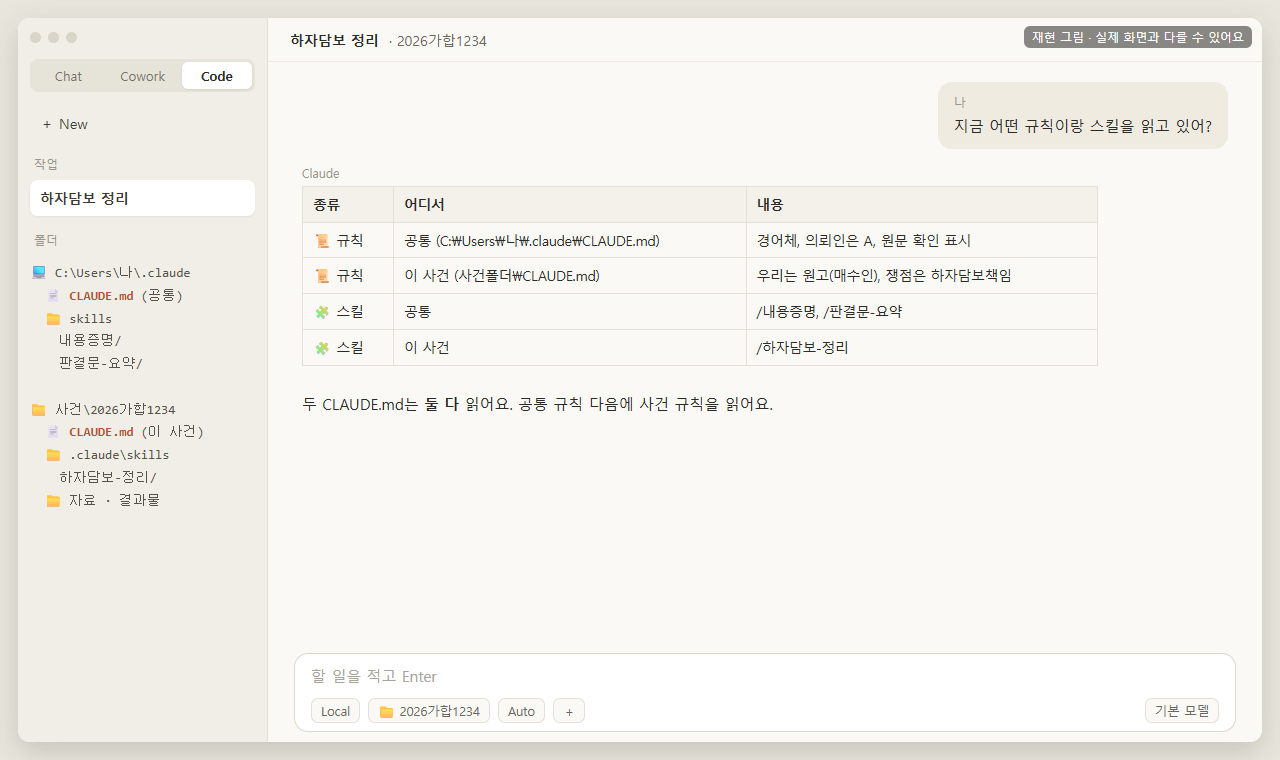 Chat Cowork Code
+ New
작업
하자담보 정리
폴더
C:\Users\나\.claude
CLAUDE.md (공통)
skills
내용증명/
판결문-요약/
사건\2026가합1234
CLAUDE.md (이 사건)
.claude\skills
하자담보-정리/
자료 · 결과물
하자담보 정리 · 2026가합1234
재현 그림 · 실제 화면과 다를 수 있어요
나
지금 어떤 규칙이랑 스킬을 읽고 있어?
Claude
종류 어디서 내용
규칙 공통 (C:₩Users₩나₩.claude₩CLAUDE.md) 경어체, 의뢰인은 A, 원문 확인 표시
규칙 이 사건 (사건폴더₩CLAUDE.md) 우리는 원고(매수인), 쟁점은 하자담보책임
스킬 공통 /내용증명, /판결문-요약
스킬 이 사건 /하자담보-정리
두 CLAUDE.md는 둘 다 읽어요. 공통 규칙 다음에 사건 규칙을 읽어요.
할 일을 적고 Enter
Local 2026가합1234 Auto + 기본 모델